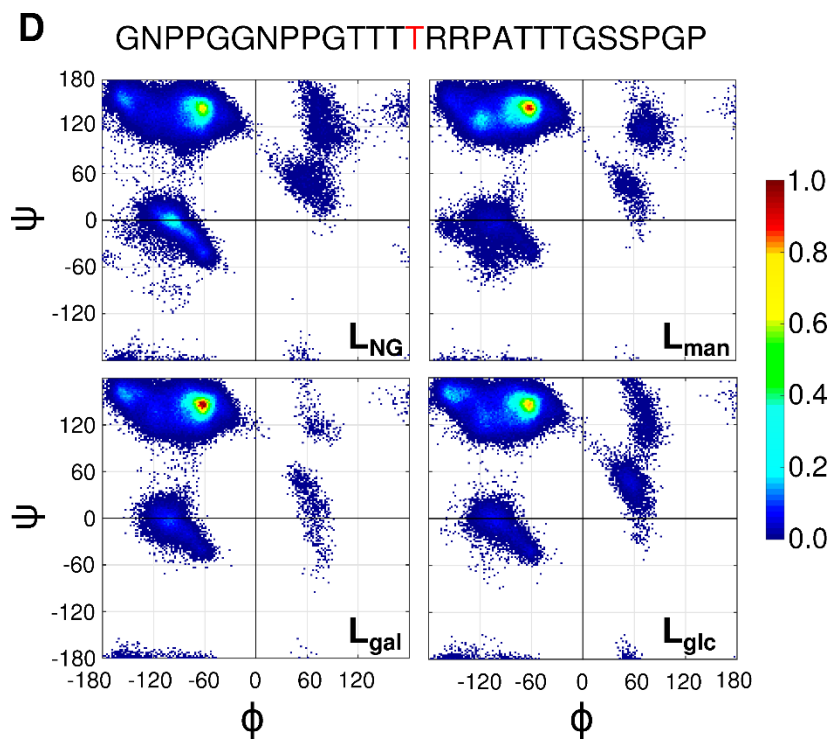 D
GNPPGGNPPGTTTTRRPATTTGSSPGP
180
120
60
0
-60
-120
ψ
L_NG
L_man
1.0
0.8
0.6
0.4
0.2
0.0
180
120
60
0
-60
-120
-180
ψ
L_gal
L_glc
-180 -120 -60 0 60 120
-120 -60 0 60 120 180
ϕ ϕ